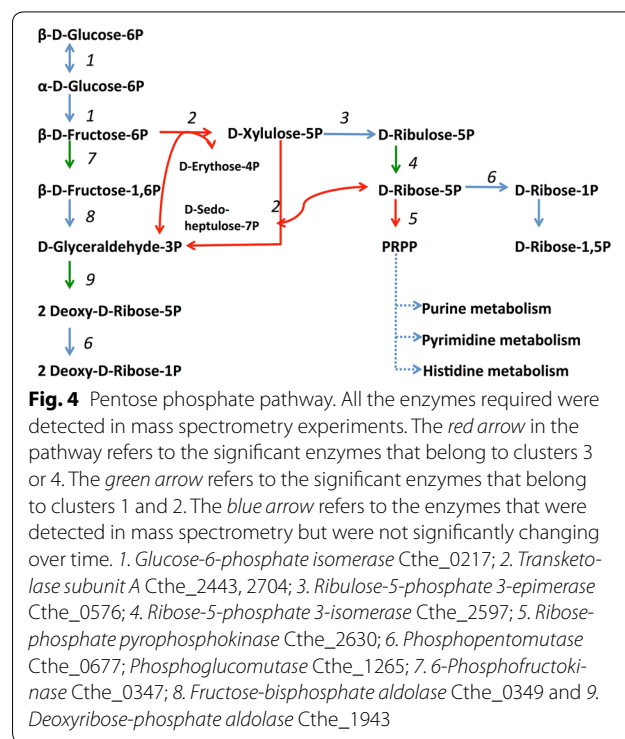 β-D-Glucose-6P
1
α-D-Glucose-6P
1
β-D-Fructose-6P
2
D-Xylulose-5P
3
D-Ribulose-5P
7
D-Erythose-4P
4
β-D-Fructose-1,6P
D-Ribose-5P
6
D-Ribose-1P
8
D-Sedo-
heptulose-7P
2
5
D-Glyceraldehyde-3P
PRPP
D-Ribose-1,5P
9
2 Deoxy-D-Ribose-5P
Purine metabolism
6
Pyrimidine metabolism
2 Deoxy-D-Ribose-1P
Histidine metabolism
Fig. 4 Pentose phosphate pathway. All the enzymes required were
detected in mass spectrometry experiments. The red arrow in the
pathway refers to the significant enzymes that belong to clusters 3
or 4. The green arrow refers to the significant enzymes that belong
to clusters 1 and 2. The blue arrow refers to the enzymes that were
detected in mass spectrometry but were not significantly changing
over time. 1. Glucose-6-phosphate isomerase Cthe_0217; 2. Transketo-
lase subunit A Cthe_2443, 2704; 3. Ribulose-5-phosphate 3-epimerase
Cthe_0576; 4. Ribose-5-phosphate 3-isomerase Cthe_2597; 5. Ribose-
phosphate pyrophosphokinase Cthe_2630; 6. Phosphopentomutase
Cthe_0677; Phosphoglucomutase Cthe_1265; 7. 6-Phosphofructoki-
nase Cthe_0347; 8. Fructose-bisphosphate aldolase Cthe_0349 and 9.
Deoxyribose-phosphate aldolase Cthe_1943